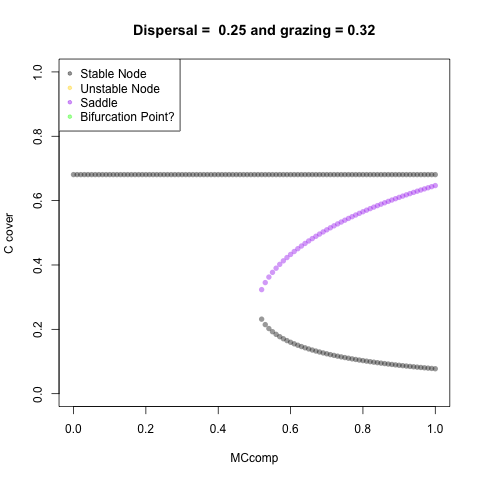 Dispersal =  0.25 and grazing = 0.32
Stable Node
Unstable Node
Saddle
Bifurcation Point?
1.0
0.8
0.6
0.4
0.2
0.0
C cover
0.0 0.2 0.4 0.6 0.8 1.0
MCcomp